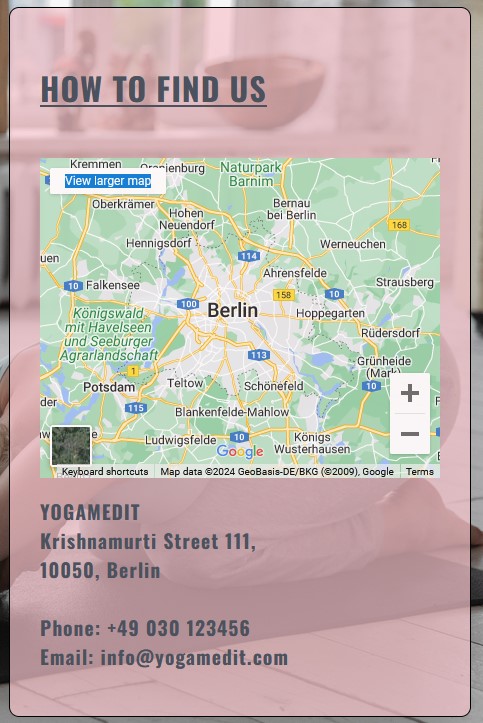 HOW TO FIND US
Kremmen
Oranienburg
Naturpark
Barnim
View larger map
Oberkrämer
Hohen
Neuendorf
Bernau
bei Berlin
168
Hennigsdorf
Werneuchen
114
uen
Ahrensfelde
10
Falkensee
158
10
Strausberg
100
Berlin
Hoppegarten
Königswald
mit Havelseen
und Seeburger
Agrarlandschaft
Rüdersdorf
113
Grünheide
(Mark)
1
Potsdam
Teltow
Schönefeld
10
der
115
Blankenfelde-Mahlow
Ludwigsfelde
10
Königs
Wusterhausen
Google
Keyboard shortcuts
Map data ©2024 GeoBasis-DE/BKG (©2009), Google
Terms
YOGAMEDIT
Krishnamurti Street 111,
10050, Berlin
Phone: +49 030 123456
Email: info@yogamedit.com